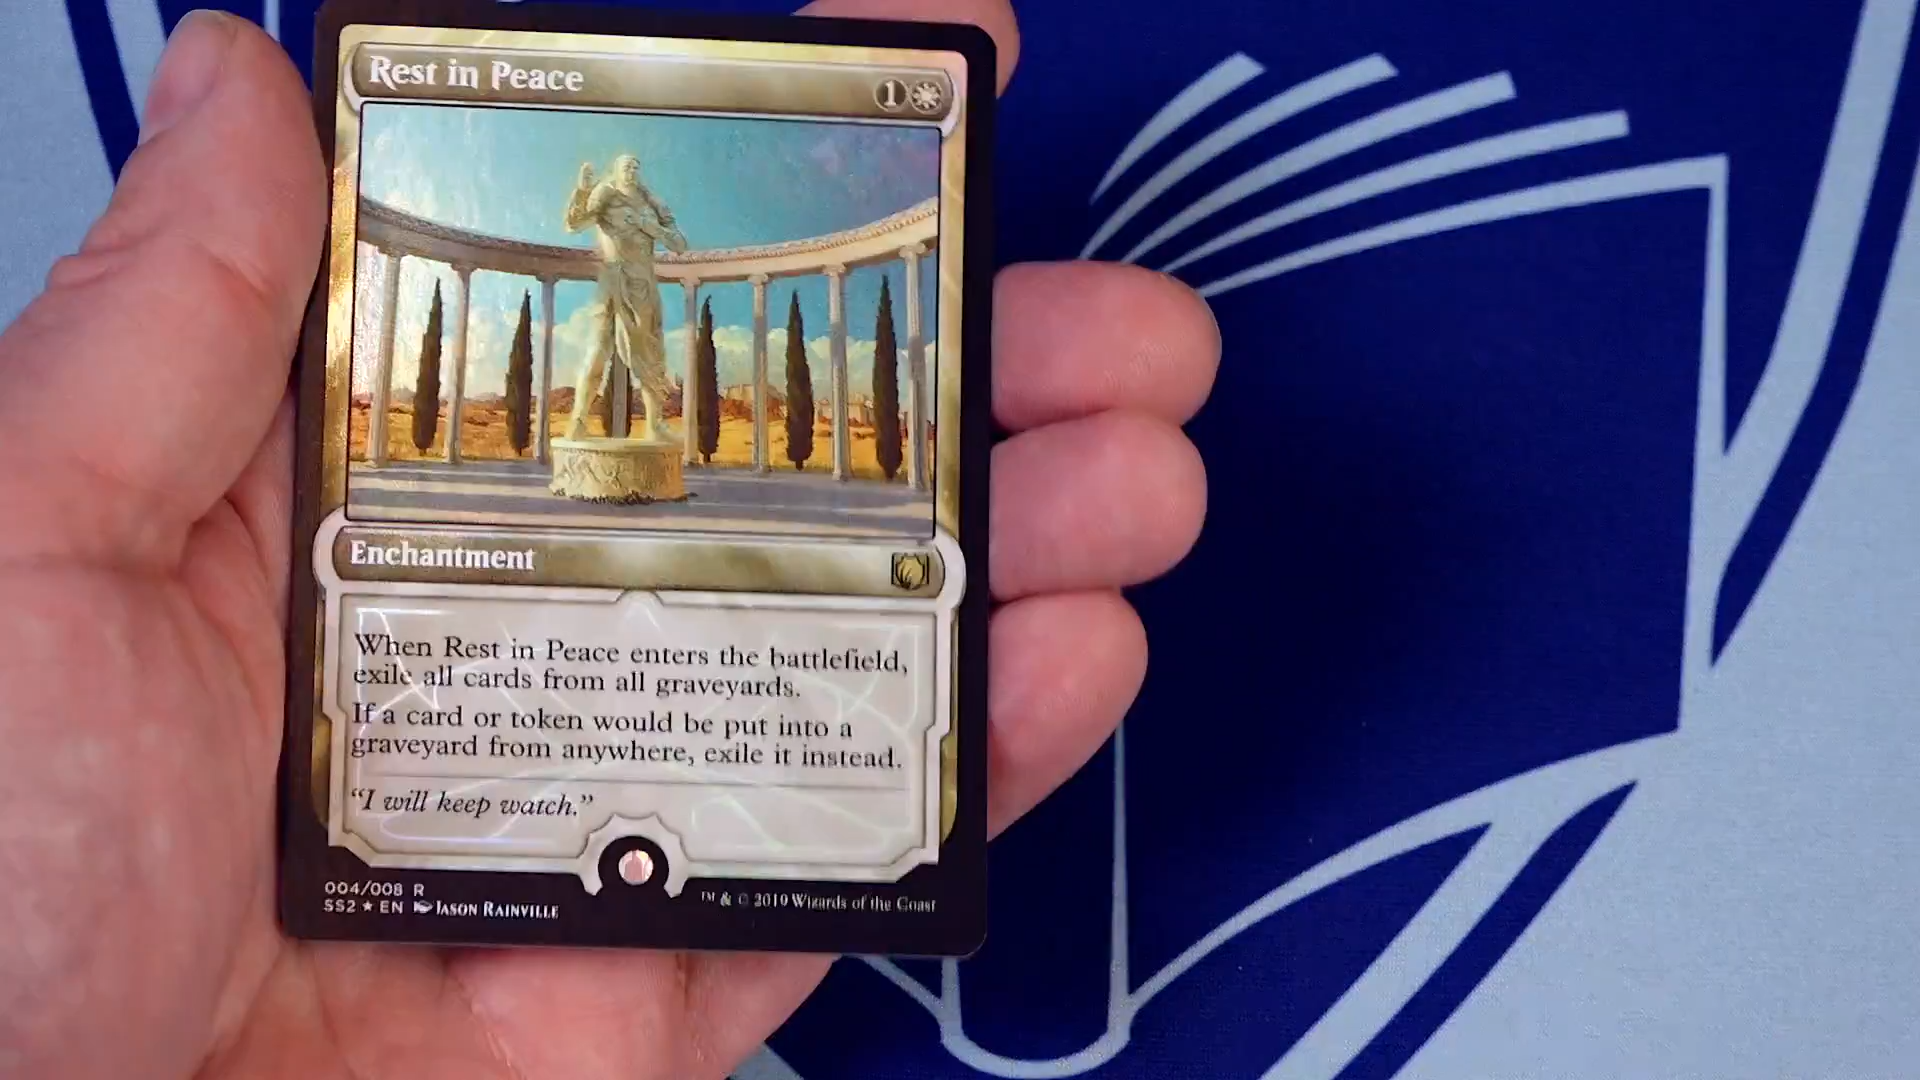 Rest in Peace 1
Enchantment
When Rest in Peace enters the battlefield,
exile all cards from all graveyards.
If a card or token would be put into a
graveyard from anywhere, exile it instead.
“I will keep watch.”
004/008 R
SS2 ★ EN Jason Rainville
™ & © 2019 Wizards of the Coast